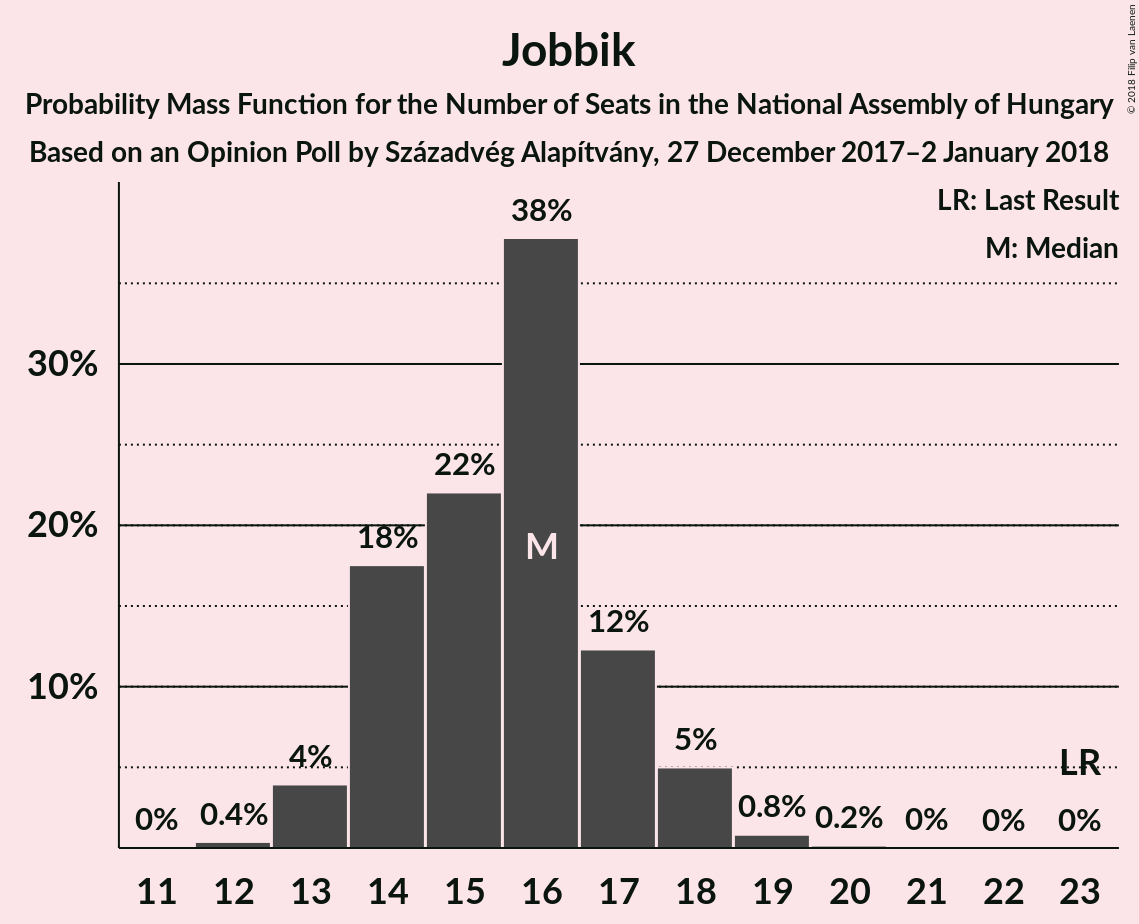 Jobbik
Probability Mass Function for the Number of Seats in the National Assembly of Hungary
Based on an Opinion Poll by Századvég Alapítvány, 27 December 2017–2 January 2018
© 2018 Filip van Laenen
LR: Last Result
M: Median
38%
30%
22%
20%
18%
M
12%
10%
5%
4%
LR
0%
0.4%
0.8%
0.2%
0%
0%
0%
11 12 13 14 15 16 17 18 19 20 21 22 23